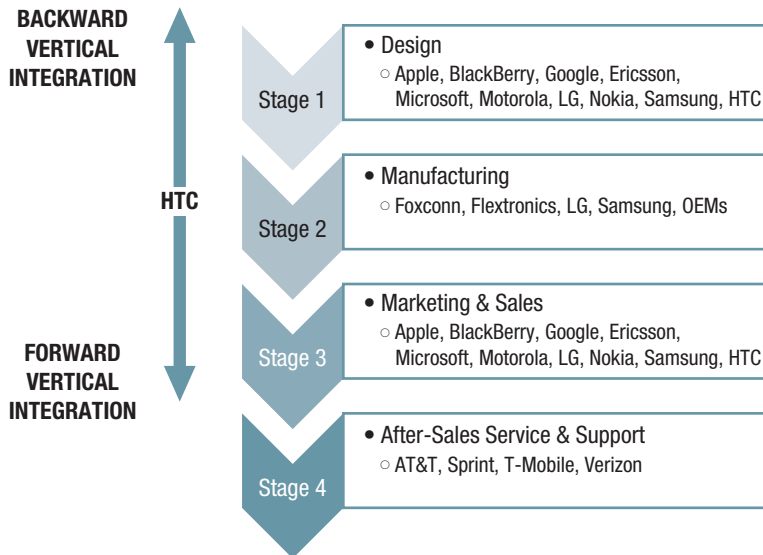 BACKWARD
VERTICAL
INTEGRATION
HTC
FORWARD
VERTICAL
INTEGRATION
Stage 1
• Design
○ Apple, BlackBerry, Google, Ericsson,
Microsoft, Motorola, LG, Nokia, Samsung, HTC
Stage 2
• Manufacturing
○ Foxconn, Flextronics, LG, Samsung, OEMs
Stage 3
• Marketing & Sales
○ Apple, BlackBerry, Google, Ericsson,
Microsoft, Motorola, LG, Nokia, Samsung, HTC
Stage 4
• After-Sales Service & Support
○ AT&T, Sprint, T-Mobile, Verizon